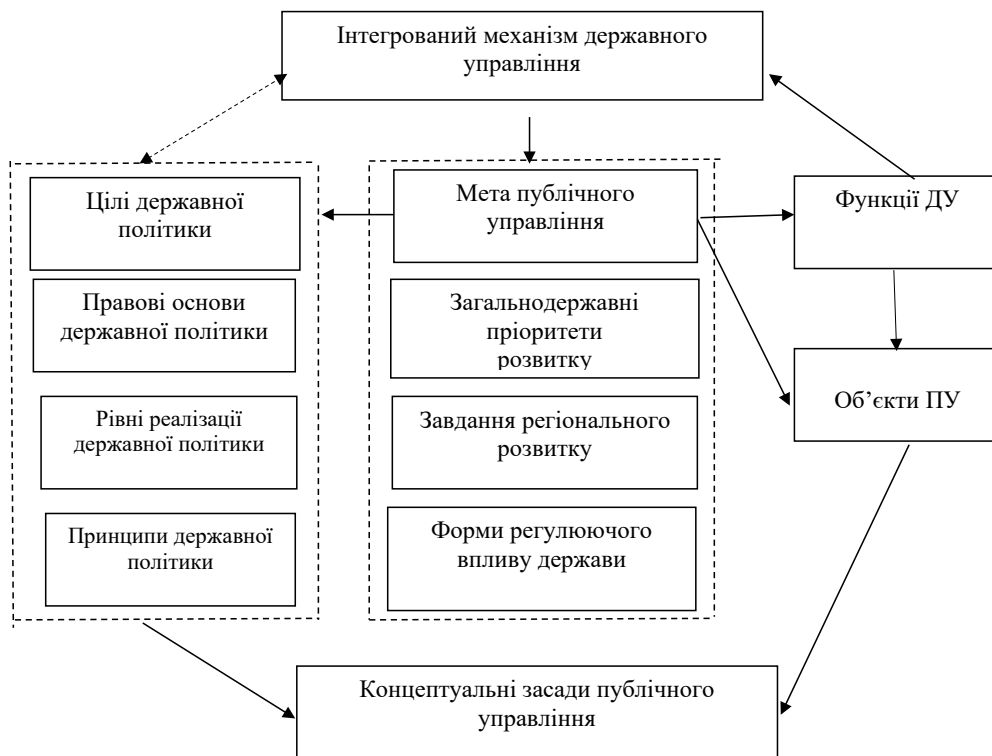 Інтегрований механізм державного
управління
Цілі державної
політики
Правові основи
державної політики
Рівні реалізації
державної політики
Принципи державної
політики
Мета публічного
управління
Загальнодержавні
пріоритети
розвитку
Завдання регіонального
розвитку
Форми регулюючого
впливу держави
Функції ДУ
Об’єкти ПУ
Концептуальні засади публічного
управління